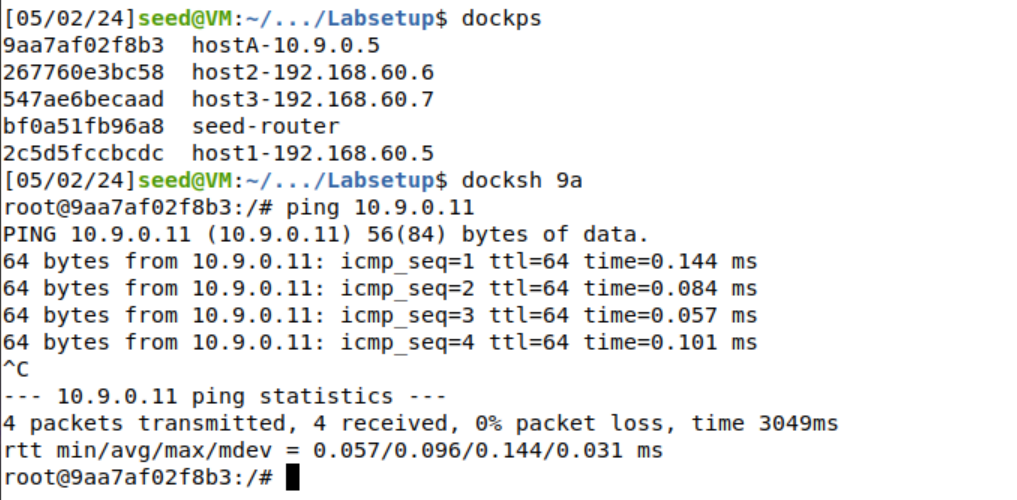 [05/02/24]seed@VM:~/.../Labsetup$ dockps
9aa7af02f8b3  hostA-10.9.0.5
267760e3bc58  host2-192.168.60.6
547ae6becaad  host3-192.168.60.7
bf0a51fb96a8  seed-router
2c5d5fccbcdc  host1-192.168.60.5
[05/02/24]seed@VM:~/.../Labsetup$ docksh 9a
root@9aa7af02f8b3:/# ping 10.9.0.11
PING 10.9.0.11 (10.9.0.11) 56(84) bytes of data.
64 bytes from 10.9.0.11: icmp_seq=1 ttl=64 time=0.144 ms
64 bytes from 10.9.0.11: icmp_seq=2 ttl=64 time=0.084 ms
64 bytes from 10.9.0.11: icmp_seq=3 ttl=64 time=0.057 ms
64 bytes from 10.9.0.11: icmp_seq=4 ttl=64 time=0.101 ms
^C
--- 10.9.0.11 ping statistics ---
4 packets transmitted, 4 received, 0% packet loss, time 3049ms
rtt min/avg/max/mdev = 0.057/0.096/0.144/0.031 ms
root@9aa7af02f8b3:/#